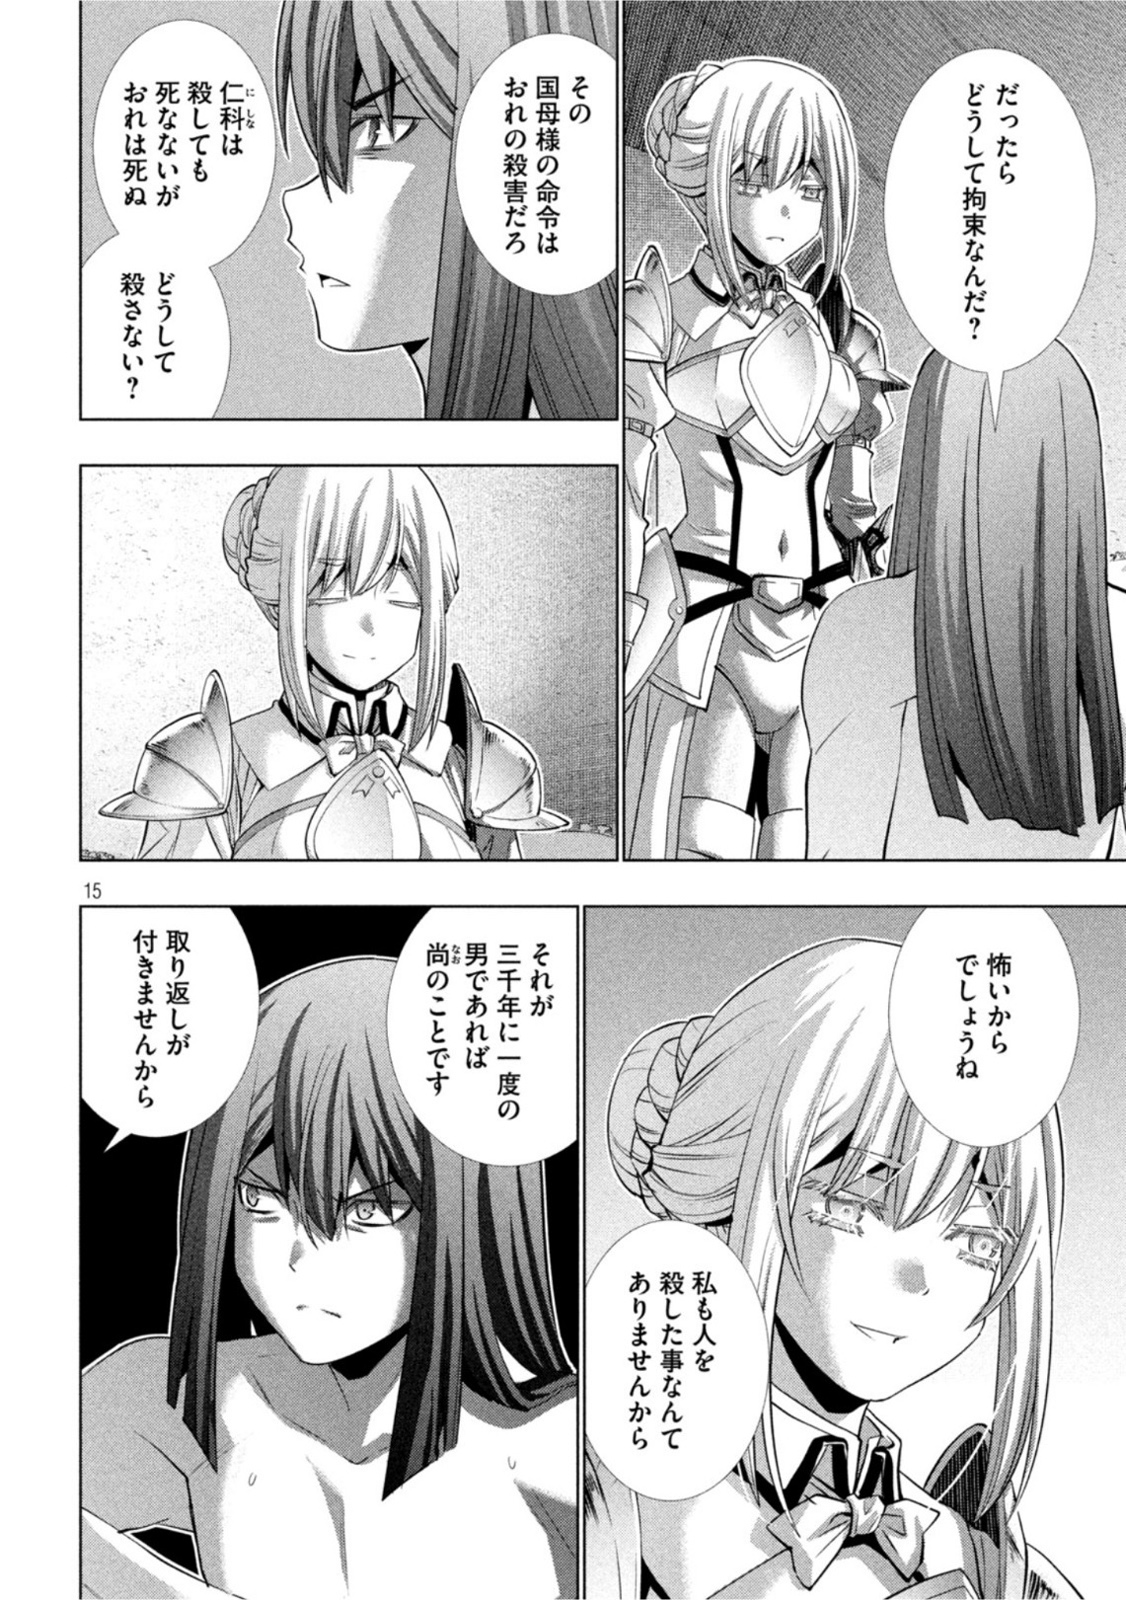 だったら
どうして拘束なんだ？
その
国母様の命令は
おれの殺害だろ
仁科は
にしな
殺しても
死なないが
おれは死ぬ
どうして
殺さない？
怖いから
でしょうね
私も人を
殺した事なんて
ありませんから
それが
三千年に一度の
男であれば
尚のことです
なお
取り返しが
付きませんから
15